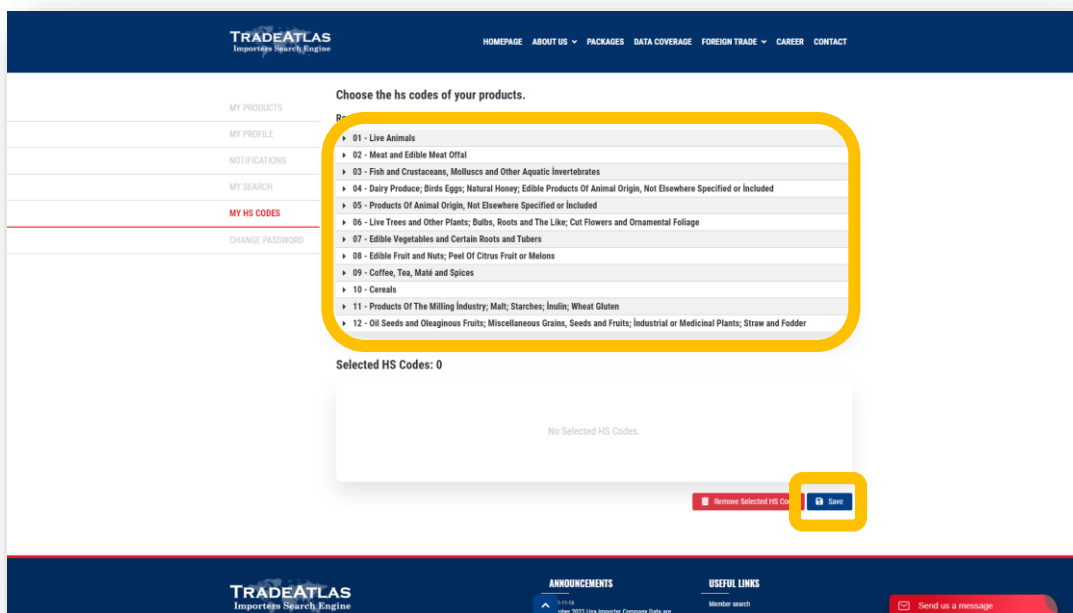 TRADEATLAS
Importers Search Engine
HOMEPAGE ABOUT US PACKAGES DATA COVERAGE FOREIGN TRADE CAREER CONTACT
MY PRODUCTS
MY PROFILE
NOTIFICATIONS
MY SEARCH
MY HS CODES
CHANGE PASSWORD
Choose the hs codes of your products.
01 - Live Animals
02 - Meat and Edible Meat Offal
03 - Fish and Crustaceans, Molluscs and Other Aquatic İnvertebrates
04 - Dairy Produce; Birds Eggs; Natural Honey; Edible Products Of Animal Origin, Not Elsewhere Specified or İncluded
05 - Products Of Animal Origin, Not Elsewhere Specified or İncluded
06 - Live Trees and Other Plants; Bulbs, Roots and The Like; Cut Flowers and Ornamental Foliage
07 - Edible Vegetables and Certain Roots and Tubers
08 - Edible Fruit and Nuts; Peel Of Citrus Fruit or Melons
09 - Coffee, Tea, Maté and Spices
10 - Cereals
11 - Products Of The Milling İndustry; Malt; Starches; İnulin; Wheat Gluten
12 - Oil Seeds and Oleaginous Fruits; Miscellaneous Grains, Seeds and Fruits; İndustrial or Medicinal Plants; Straw and Fodder
Selected HS Codes: 0
No Selected HS Codes.
Remove Selected HS
Save
TRADEATLAS
Importers Search Engine
ANNOUNCEMENTS
2021 Usa Importer Company Data are
USEFUL LINKS
Member search
Send us a message